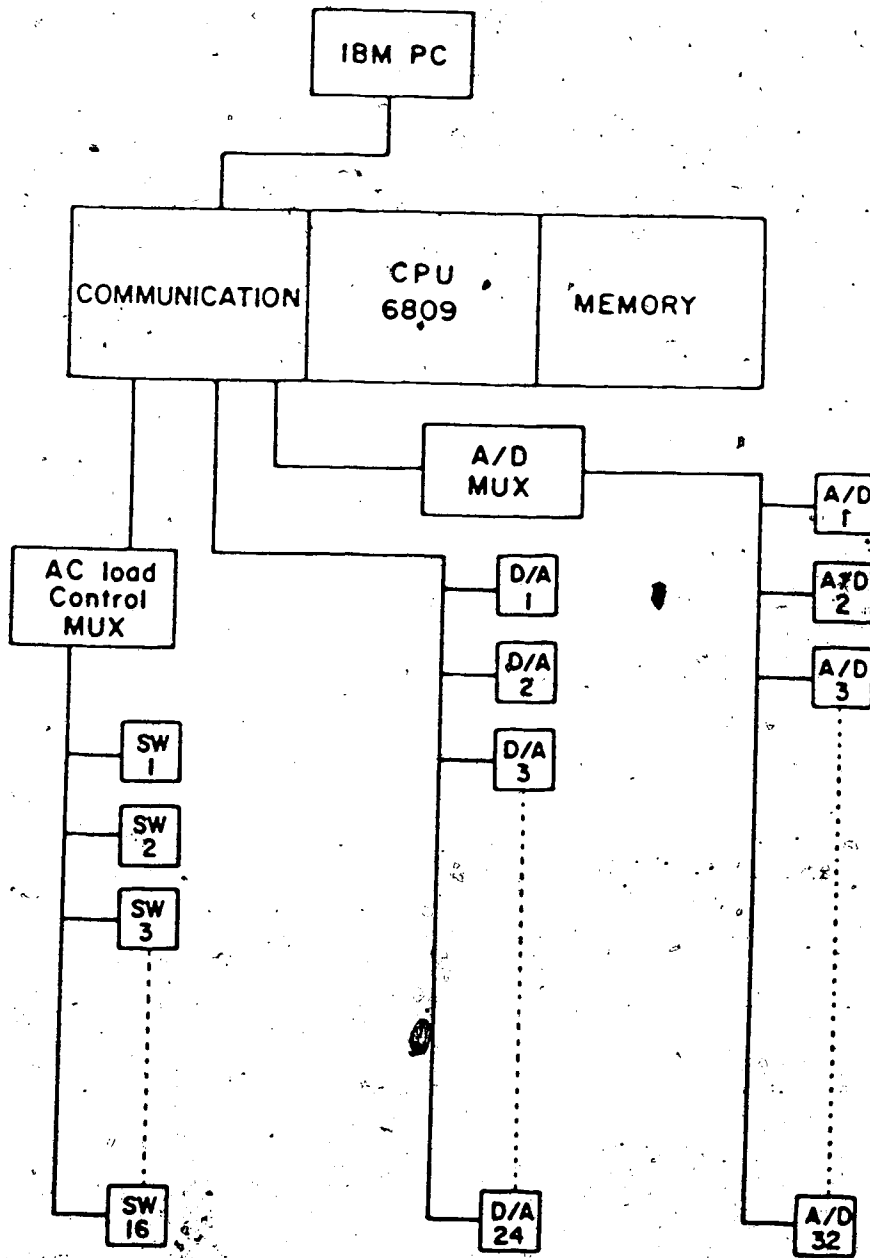 IBM PC
COMMUNICATION
CPU
6809
MEMORY
A/D
MUX
AC load
Control
MUX
A/D
1
A/D
2
A/D
3
D/A
1
D/A
2
D/A
3
SW
1
SW
2
SW
3
SW
16
D/A
24
A/D
32